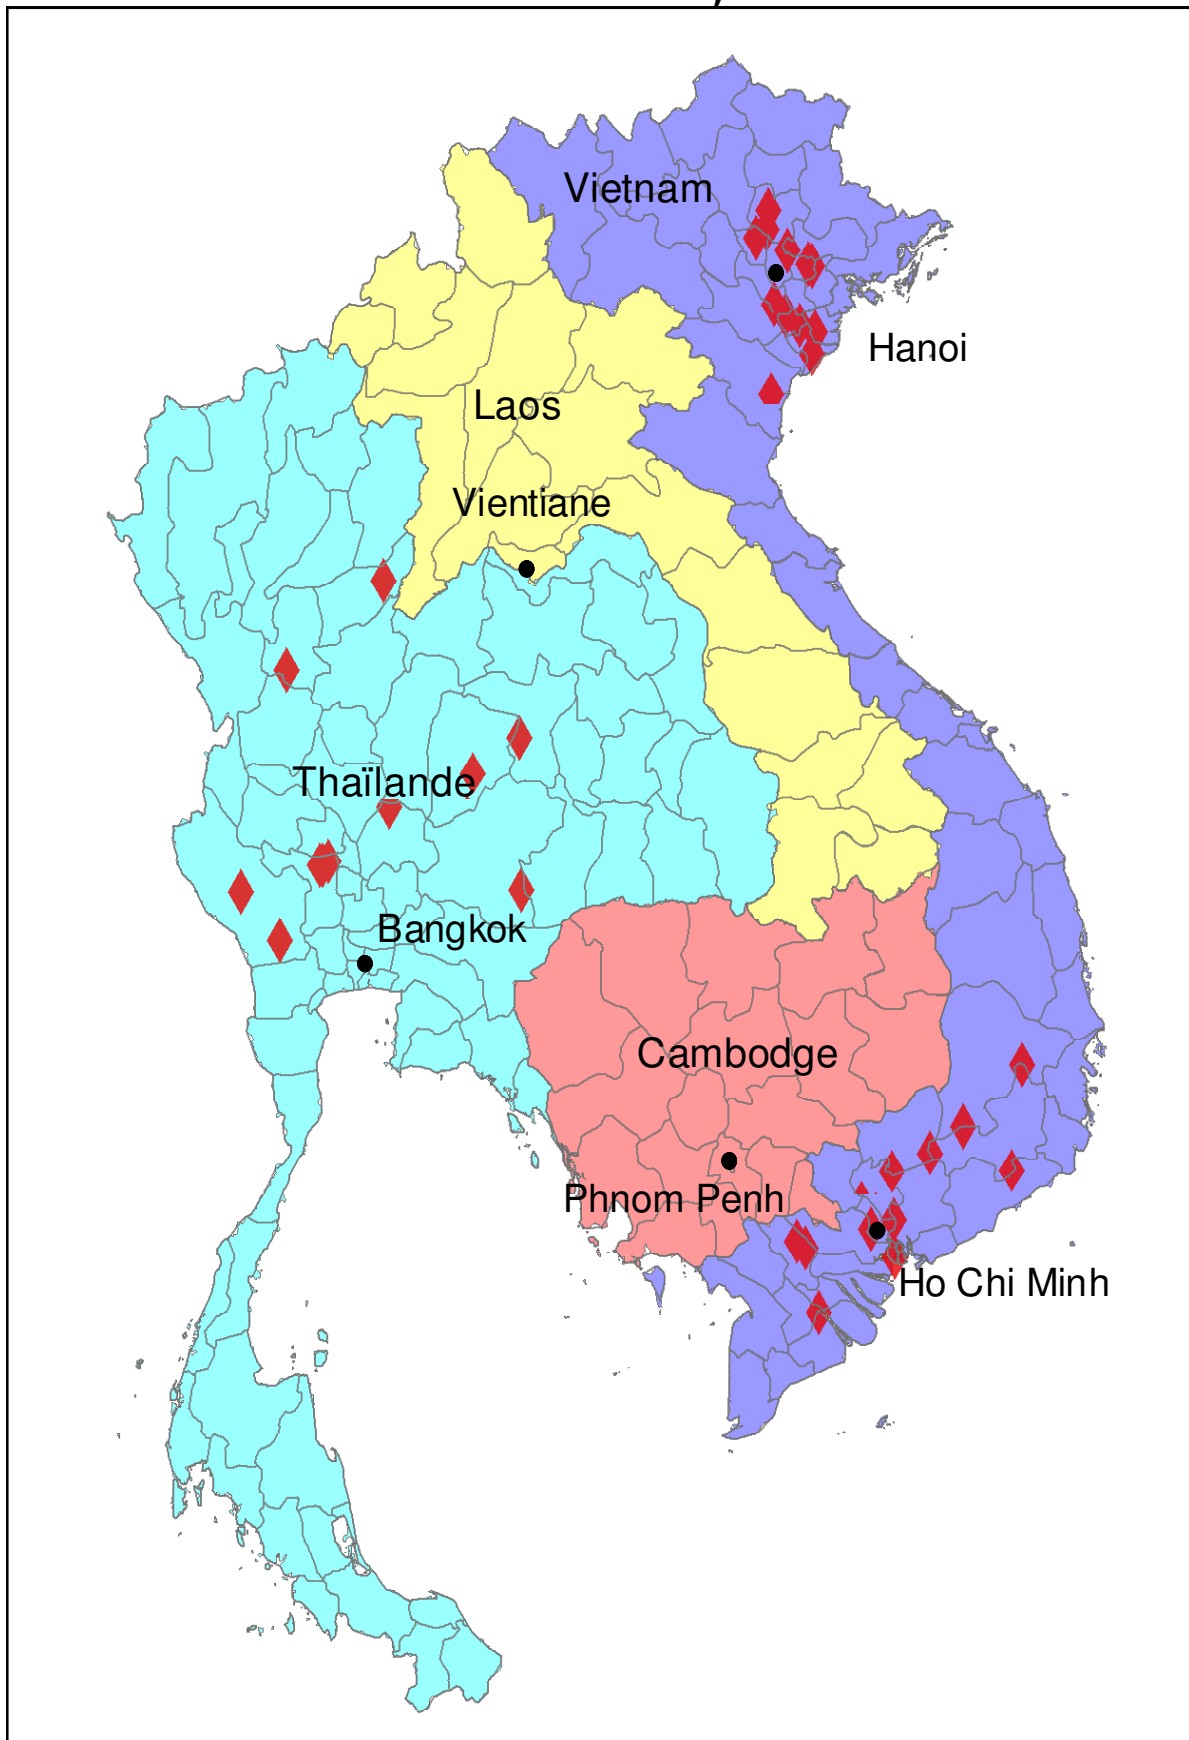 Vietnam
Hanoi
Laos
Vientiane
Thaïlande
Bangkok
Cambodge
Phnom Penh
Ho Chi Minh